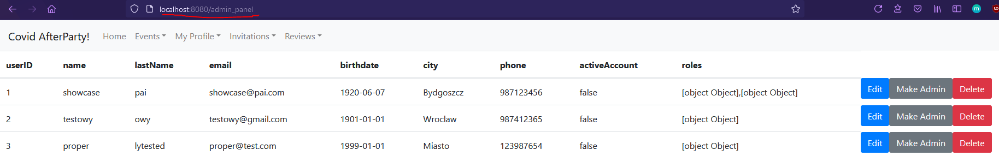 localhost:8080/admin_panel
m
Covid AfterParty! Home Events My Profile Invitations Reviews
userID name lastName email birthdate city phone activeAccount roles
1 showcase pai showcase@pai.com 1920-06-07 Bydgoszcz 987123456 false [object Object],[object Object] Edit Make Admin Delete
2 testowy owy testowy@gmail.com 1901-01-01 Wroclaw 987412365 false [object Object] Edit Make Admin Delete
3 proper lytested proper@test.com 1999-01-01 Miasto 123987654 false [object Object] Edit Make Admin Delete